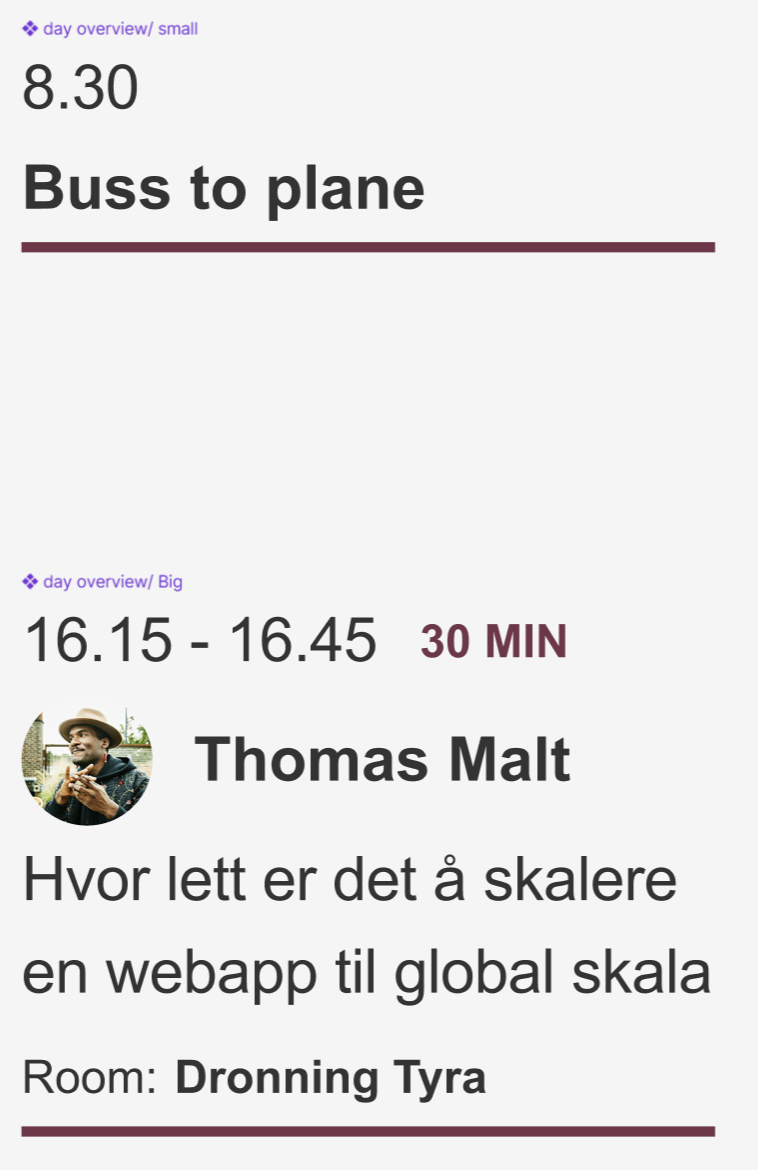 day overview/ small
8.30
Buss to plane
day overview/ Big
16.15 - 16.45 30 MIN
Thomas Malt
Hvor lett er det å skalere
en webapp til global skala
Room: Dronning Tyra